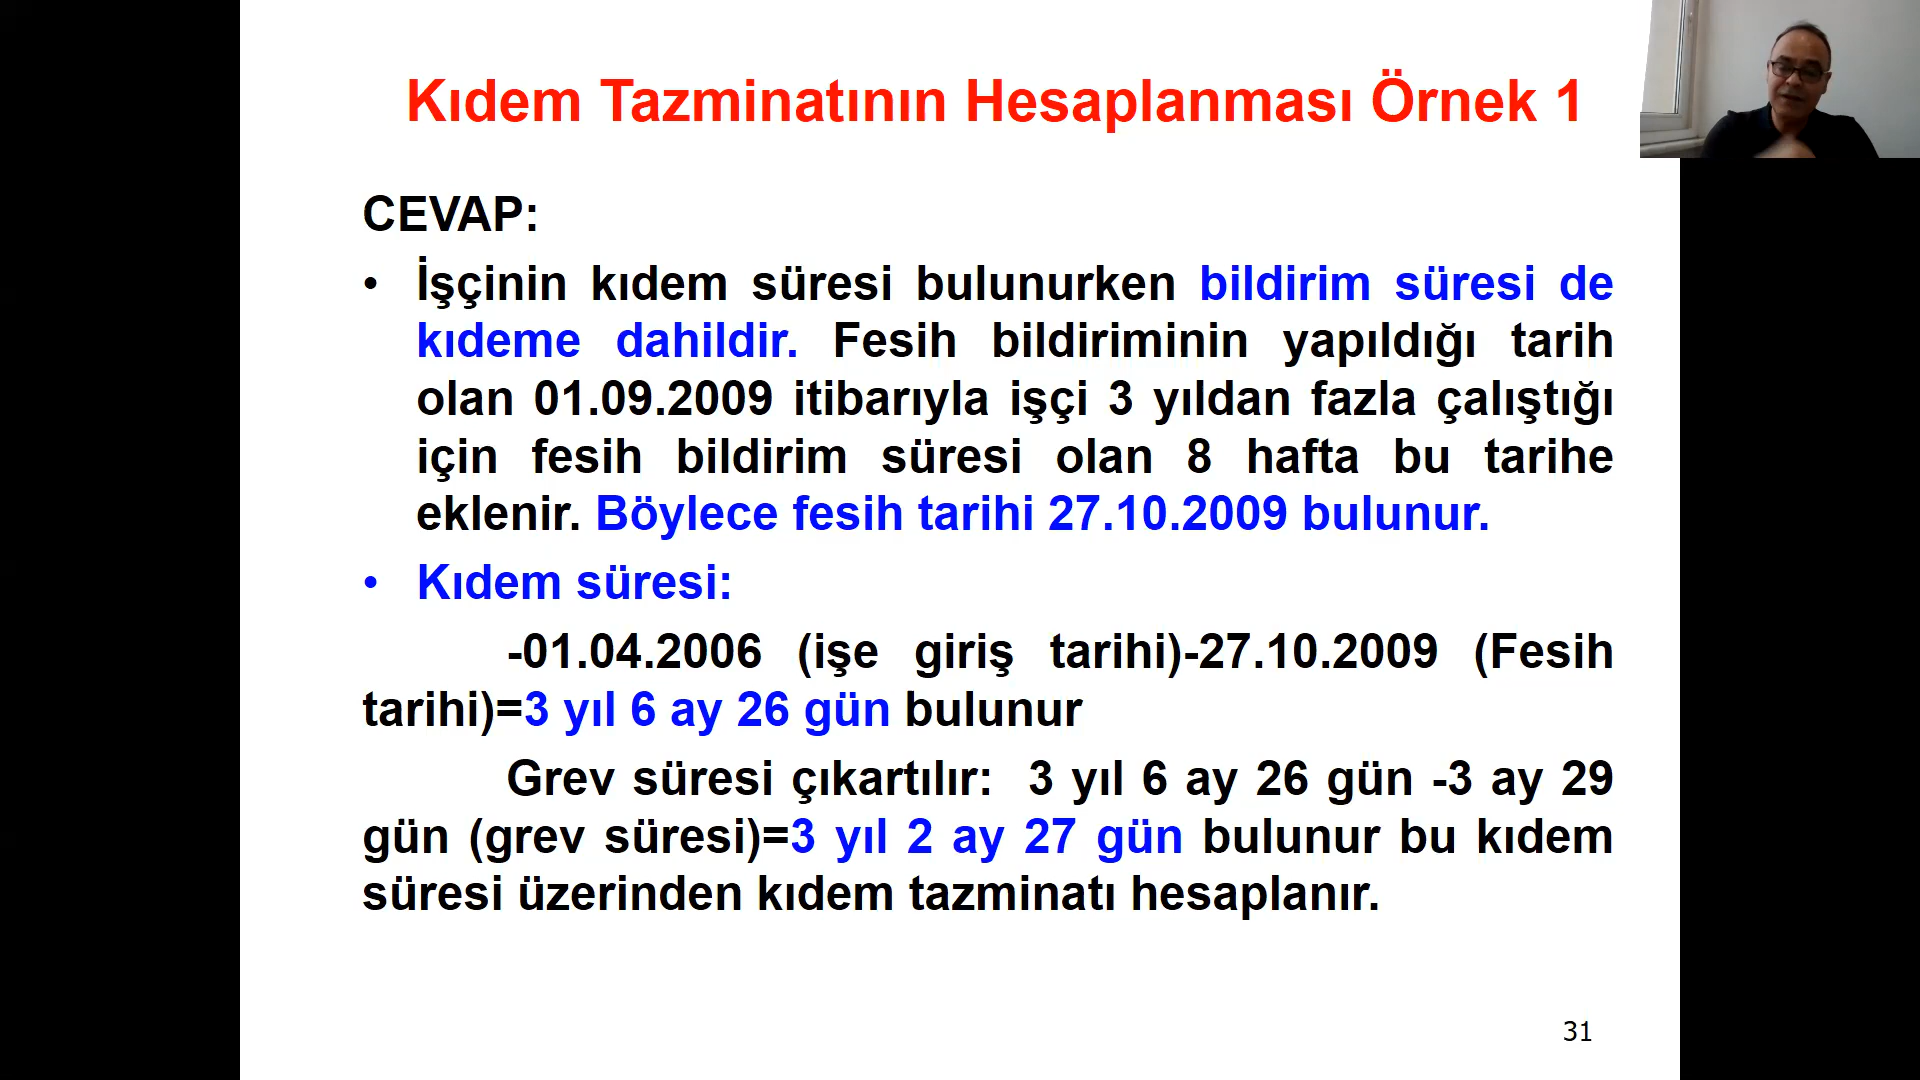 Kıdem Tazminatının Hesaplanması Örnek 1
CEVAP:
• İşçinin kıdem süresi bulunurken bildirim süresi de
kıdeme dahildir. Fesih bildiriminin yapıldığı tarih
olan 01.09.2009 itibarıyla işçi 3 yıldan fazla çalıştığı
için fesih bildirim süresi olan 8 hafta bu tarihe
eklenir. Böylece fesih tarihi 27.10.2009 bulunur.
• Kıdem süresi:
-01.04.2006 (işe giriş tarihi)-27.10.2009 (Fesih
tarihi)=3 yıl 6 ay 26 gün bulunur
Grev süresi çıkartılır: 3 yıl 6 ay 26 gün -3 ay 29
gün (grev süresi)=3 yıl 2 ay 27 gün bulunur bu kıdem
süresi üzerinden kıdem tazminatı hesaplanır.
31